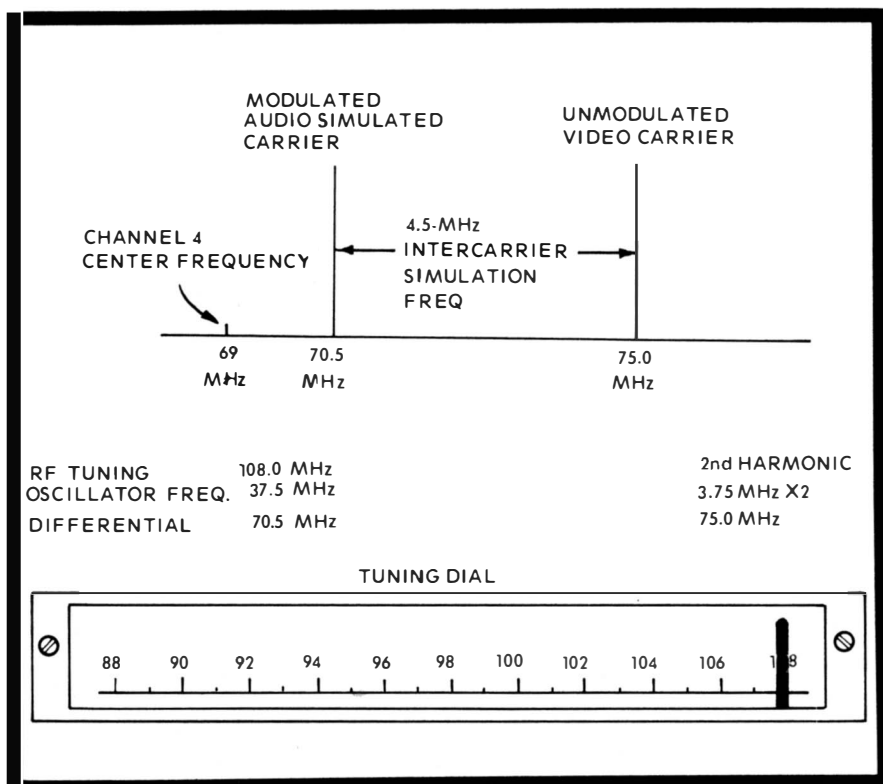 MODULATED
AUDIO SIMULATED
CARRIER
UNMODULATED
VIDEO CARRIER
CHANNEL 4
CENTER FREQUENCY
4.5-MHz
INTERCARRIER
SIMULATION
FREQ
69
MHz
70.5
MHz
75.0
MHz
RF TUNING 108.0 MHz
OSCILLATOR FREQ. 37.5 MHz
DIFFERENTIAL 70.5 MHz
2nd HARMONIC
3.75 MHz X2
75.0 MHz
TUNING DIAL
88 90 92 94 96 98 100 102 104 106 108